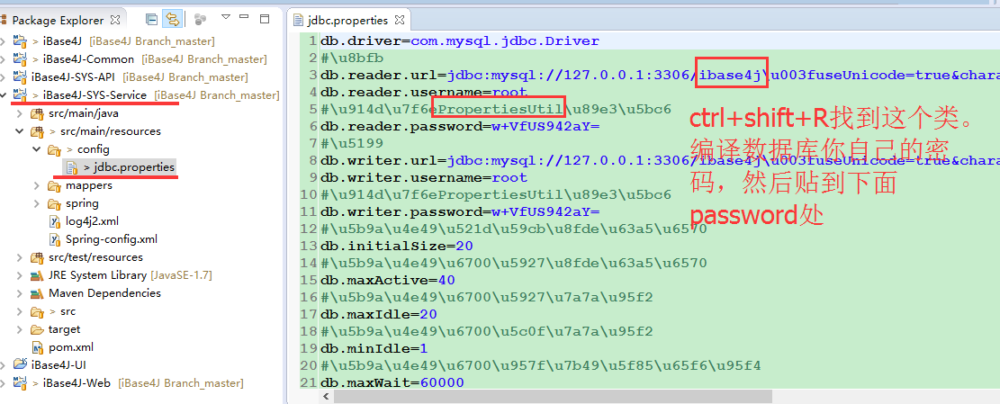 Package Explorer
> iBase4J [iBase4J Branch_master]
> iBase4J-Common [iBase4J Branch_master]
iBase4J-SYS-API [iBase4J Branch_master]
> iBase4J-SYS-Service [iBase4J Branch_master]
src/main/java
> src/main/resources
> config
> jdbc.properties
mappers
spring
log4j2.xml
Spring-config.xml
src/test/resources
JRE System Library [JavaSE-1.7]
Maven Dependencies
> src
target
pom.xml
iBase4J-UI
> iBase4J-Web [iBase4J Branch_master]
jdbc.properties
1 db.driver=com.mysql.jdbc.Driver
2 #\u8bfb
3 db.reader.url=jdbc:mysql://127.0.0.1:3306/ibase4j\u003fuseUnicode=true&chara
4 db.reader.username=root
5 #\u914d\u7f6ePropertiesUtil\u89e3\u5bc6
6 db.reader.password=w+VfUS942aY=
7 #\u5199
8 db.writer.url=jdbc:mysql://127.0.0.1:3306/ibase4j\u003fuseUnicode=true&chara
9 db.writer.username=root
10 #\u914d\u7f6ePropertiesUtil\u89e3\u5bc6
11 db.writer.password=w+VfUS942aY=
12 #\u5b9a\u4e49\u521d\u59cb\u8fde\u63a5\u6570
13 db.initialSize=20
14 #\u5b9a\u4e49\u6700\u5927\u8fde\u63a5\u6570
15 db.maxActive=40
16 #\u5b9a\u4e49\u6700\u5927\u7a7a\u95f2
17 db.maxIdle=20
18 #\u5b9a\u4e49\u6700\u5c0f\u7a7a\u95f2
19 db.minIdle=1
20 #\u5b9a\u4e49\u6700\u957f\u7b49\u5f85\u65f6\u95f4
21 db.maxWait=60000
ctrl+shift+R找到这个类。
编译数据库你自己的密
码，然后贴到下面
password处